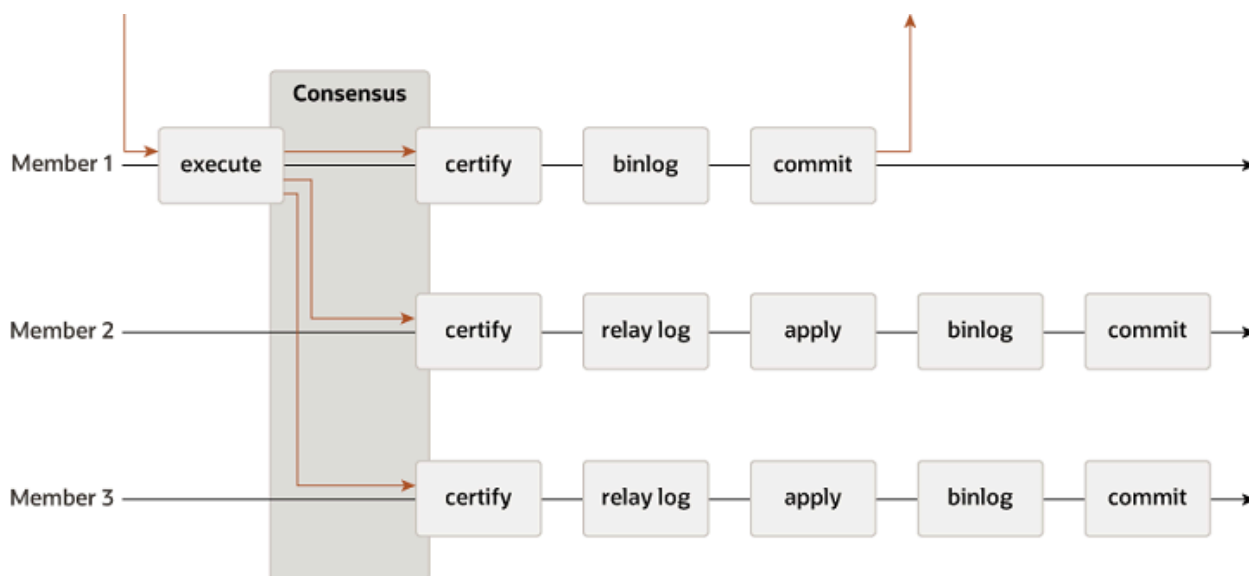 Consensus
Member 1 execute certify binlog commit
Member 2 certify relay log apply binlog commit
Member 3 certify relay log apply binlog commit